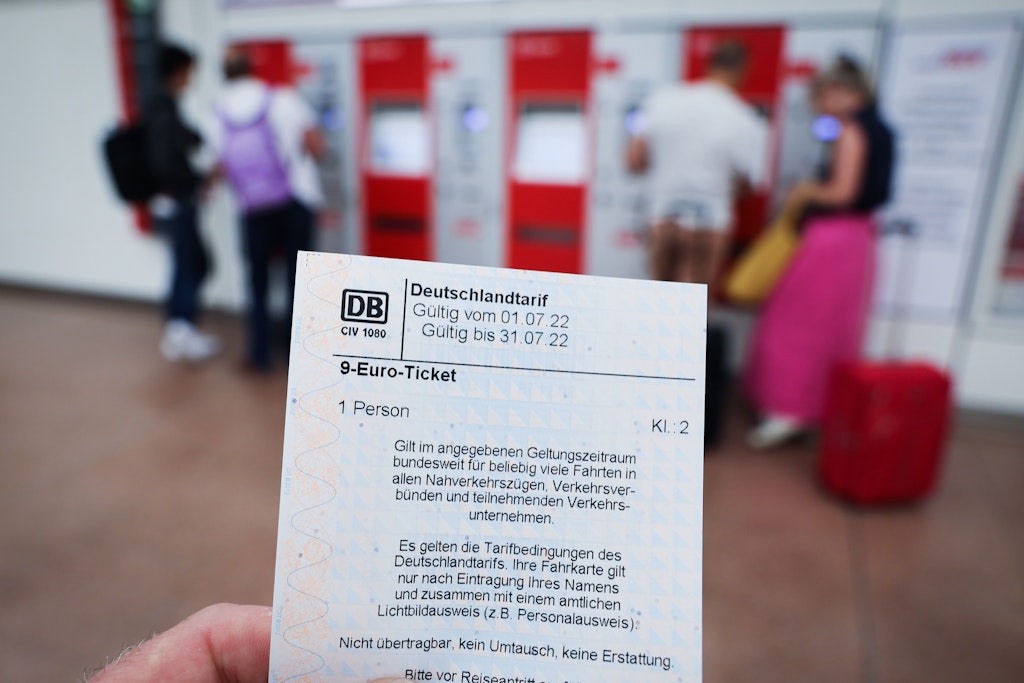 DB
CIV 1080
Deutschlandtarif
Gültig vom 01.07.22
Gültig bis 31.07.22
9-Euro-Ticket
1 Person
Kl.: 2
Gilt im angegebenen Geltungszeitraum
bundesweit für beliebig viele Fahrten in
allen Nahverkehrszügen, Verkehrsver-
bünden und teilnehmenden Verkehrs-
unternehmen.
Es gelten die Tarifbedingungen des
Deutschlandtarifs. Ihre Fahrkarte gilt
nur nach Eintragung Ihres Namens
und zusammen mit einem amtlichen
Lichtbildausweis (z.B. Personalausweis).
Nicht übertragbar, kein Umtausch, keine Erstattung.
Bitte vor Reiseantritt